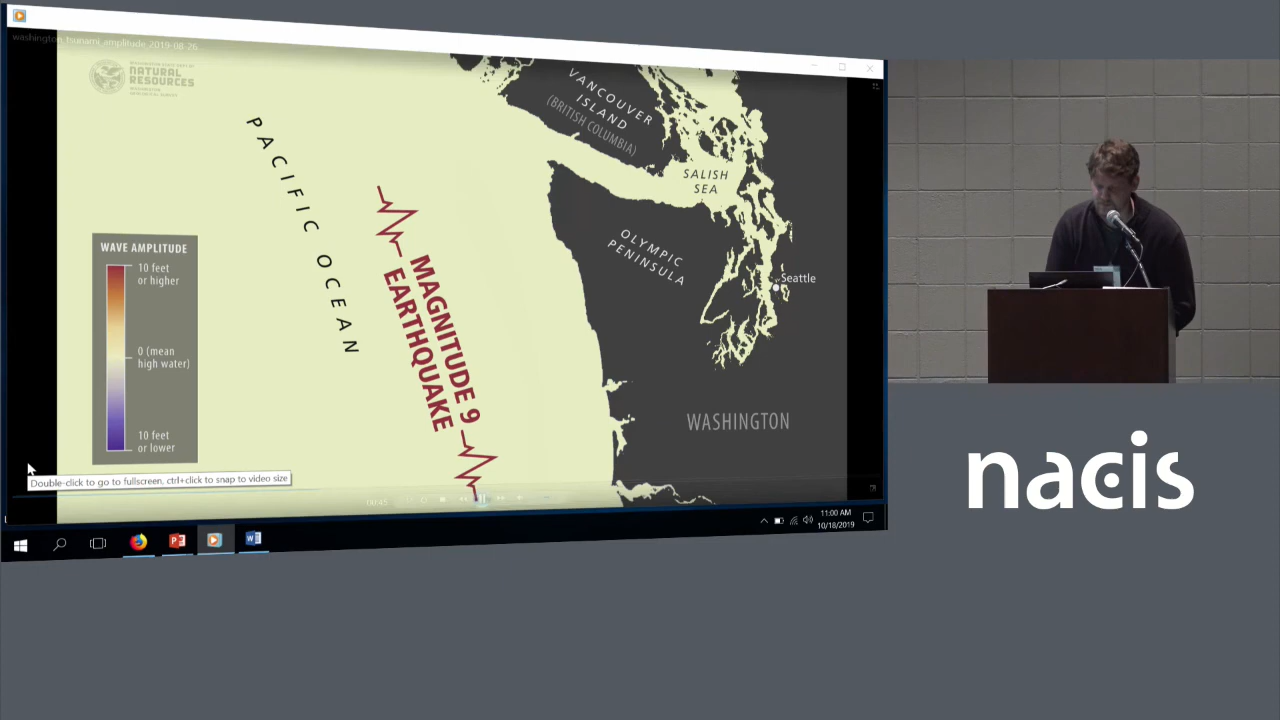 washington_tsunami_amplitude_2019-08-26
NATURAL
RESOURCES
PACIFIC OCEAN
VANCOUVER
ISLAND
(BRITISH COLUMBIA)
SALISH
SEA
OLYMPIC
PENINSULA
Seattle
WASHINGTON
MAGNITUDE 9
EARTHQUAKE
WAVE AMPLITUDE
10 feet
or higher
0 (mean
high water)
10 feet
or lower
Double-click to go to fullscreen, ctrl+click to snap to video size
11:00 AM
10/18/2019
nacis